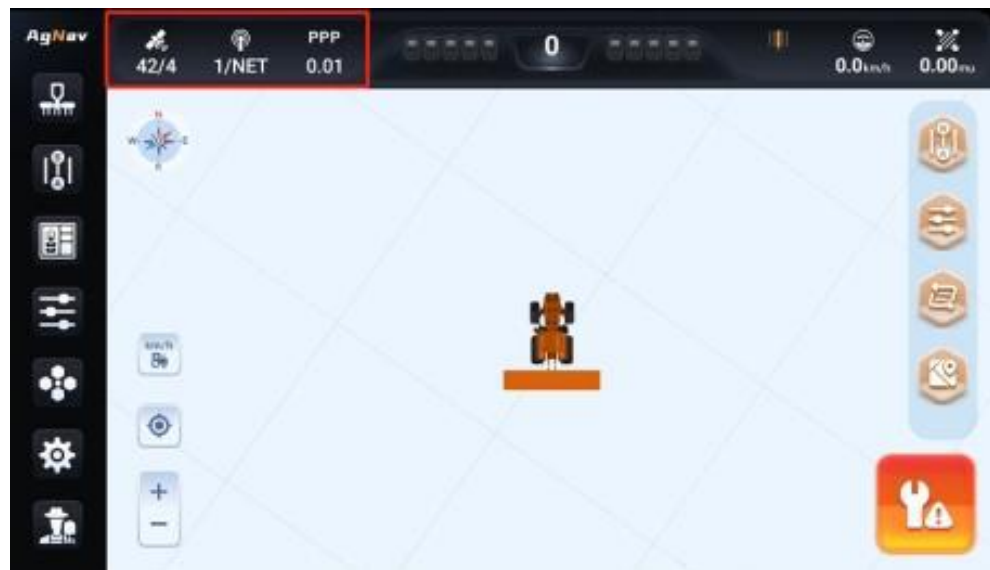 AgNav
42/4
1/NET
PPP
0.01
0
0.0km/h
0.00mu
N
W
E
km/h
+
−